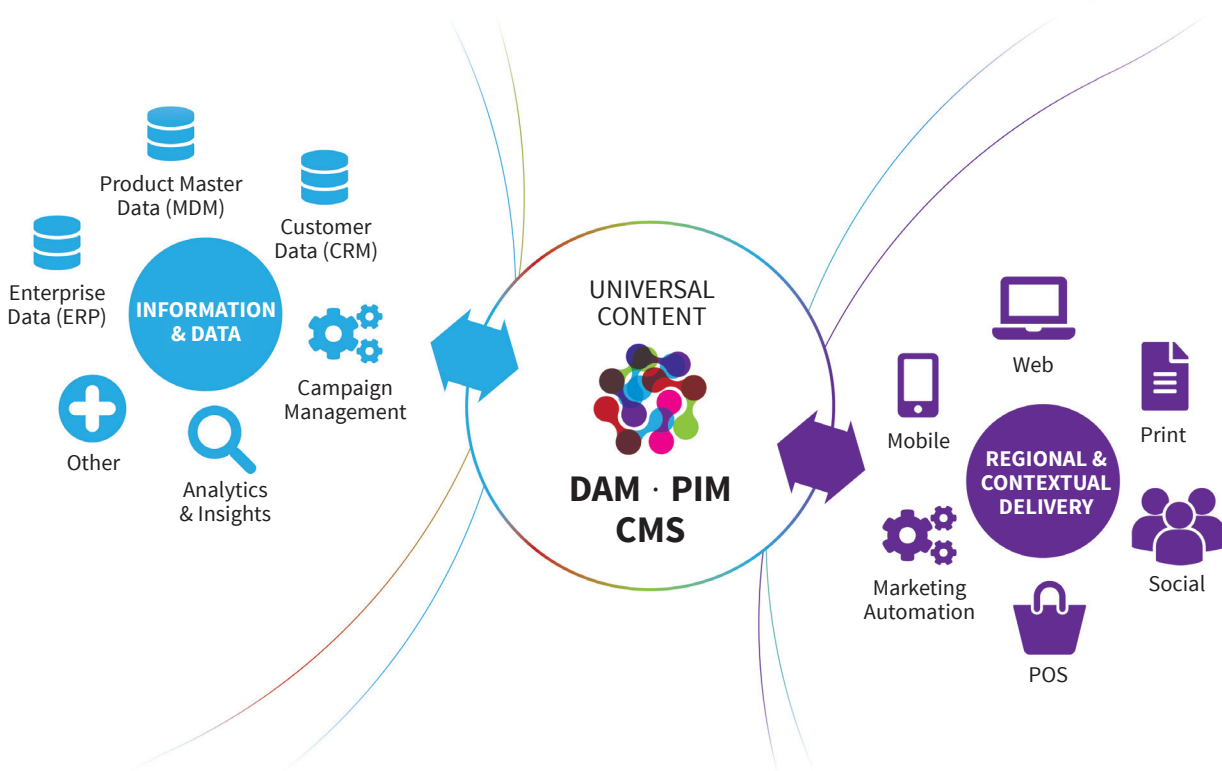 Product Master
Data (MDM)
Customer
Data (CRM)
Enterprise
Data (ERP)
INFORMATION
& DATA
Campaign
Management
Other
Analytics
& Insights
UNIVERSAL
CONTENT
DAM · PIM
CMS
Web
Mobile
Print
REGIONAL &
CONTEXTUAL
DELIVERY
Marketing
Automation
Social
POS